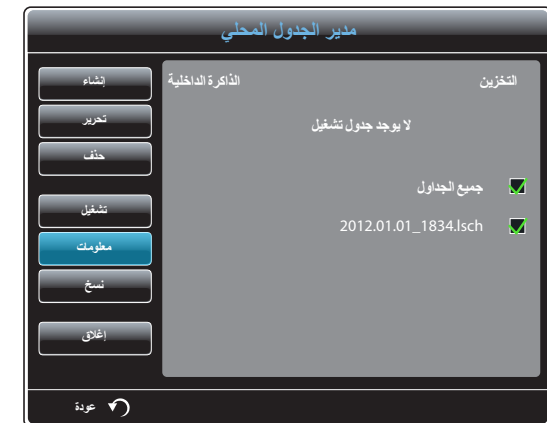 مدير الجدول المحلي
التخزين الذاكرة الداخلية
لا يوجد جدول تشغيل
جميع الجداول
2012.01.01_1834.lsch
إنشاء
تحرير
حذف
تشغيل
معلومات
نسخ
إغلاق
عودة